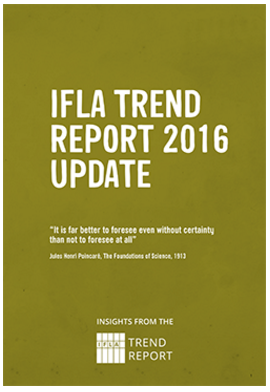 IFLA TREND
REPORT 2016
UPDATE
"It is far better to foresee even without certainty
than not to foresee at all"
Jules Henri Poincaré, The Foundations of Science, 1913
INSIGHTS FROM THE
IFLA
TREND
REPORT